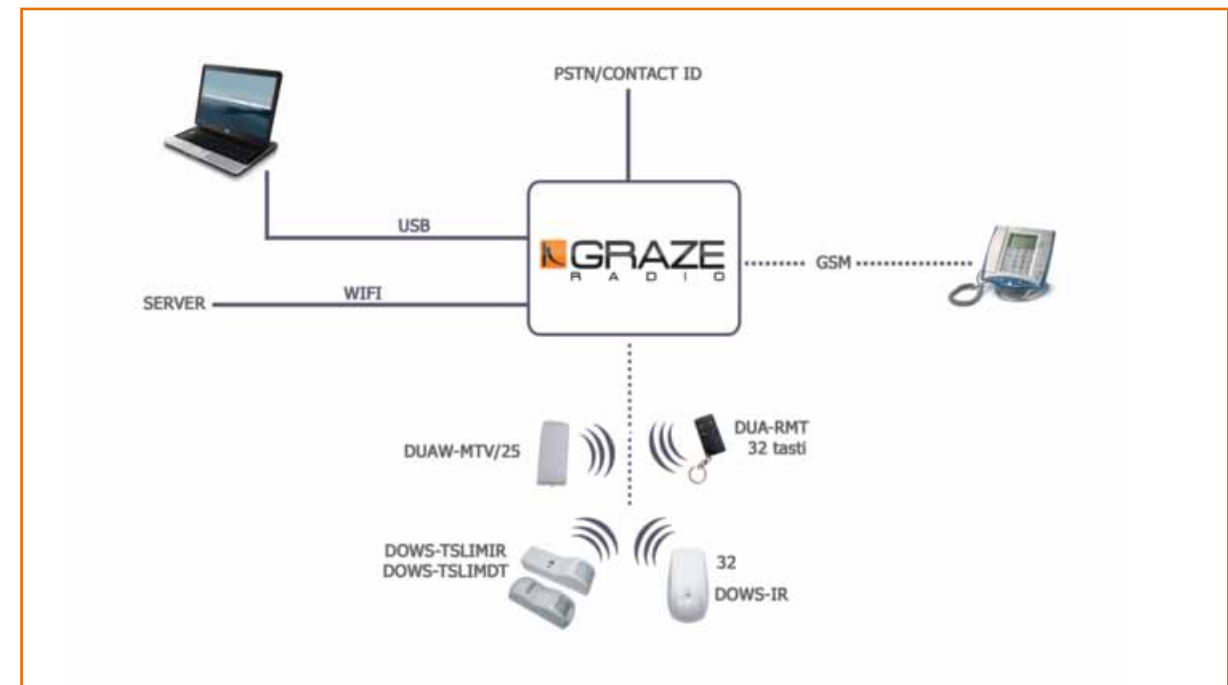 PSTN/CONTACT ID
USB
GRAZE
RADIO
GSM
WIFI
SERVER
DUAW-MTV/25
DUA-RMT
32 tasti
DOWS-TSLIMIR
DOWS-TSLIMDT
32
DOWS-IR